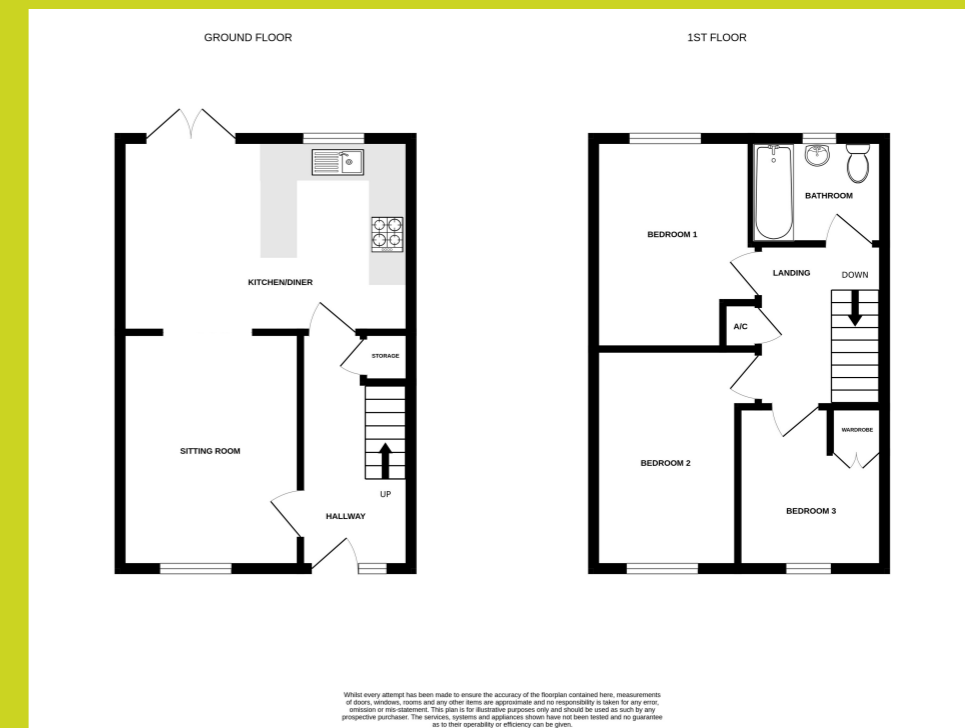 GROUND FLOOR
1ST FLOOR
KITCHEN/DINER
STORAGE
SITTING ROOM
UP
HALLWAY
BATHROOM
BEDROOM 1
LANDING
DOWN
A/C
WARDROBE
BEDROOM 2
BEDROOM 3
Whilst every attempt has been made to ensure the accuracy of the floorplan contained here, measurements
of doors, windows, rooms and any other items are approximate and no responsibility is taken for any error,
omission or mis-statement. This plan is for illustrative purposes only and should be used as such by any
prospective purchaser. The services, systems and appliances shown have not been tested and no guarantee
as to their operability or efficiency can be given.